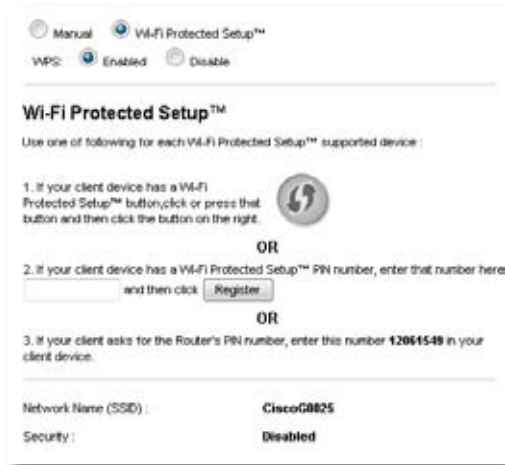 Manual Wi-Fi Protected Setup™
WPS: Enabled Disable
Wi-Fi Protected Setup™
Use one of following for each Wi-Fi Protected Setup™ supported device :
1. If your client device has a Wi-Fi
Protected Setup™ button,click or press that
button and then click the button on the right.
OR
2. If your client device has a Wi-Fi Protected Setup™ PIN number, enter that number here
and then click Register
OR
3. If your client asks for the Router's PIN number, enter this number 12061549 in your
client device.
Network Name (SSID) : CiscoG0025
Security : Disabled